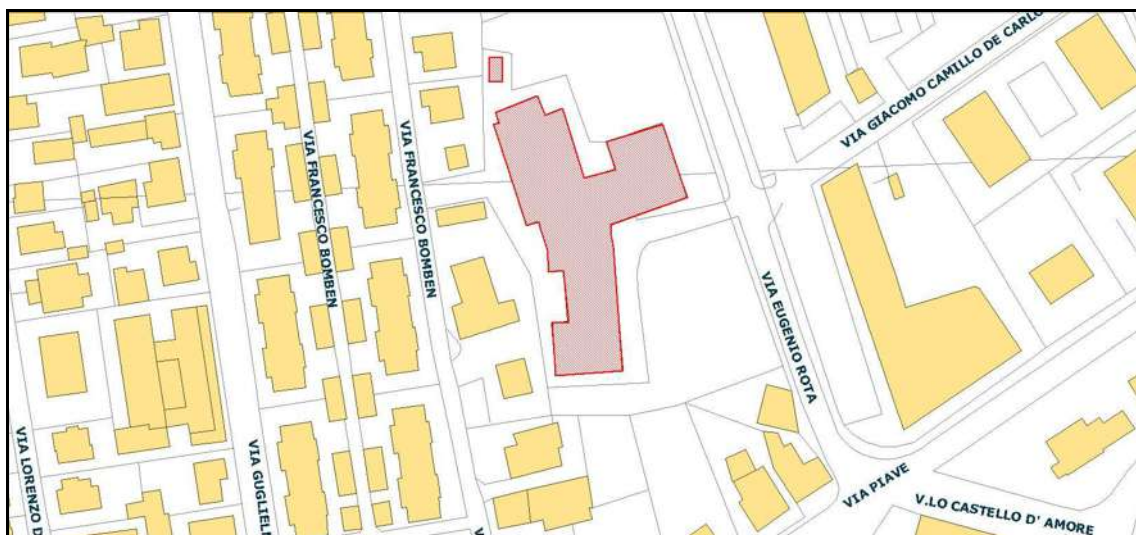 VIA GIACOMO CAMILLO DE CARLO
VIA FRANCESCO BOMBEN
VIA FRANCESCO BOMBEN
VIA EUGENIO ROTA
VIA LORENZO D
VIA GUGLIEL
VIA PIAVE
V.LO CASTELLO D' AMORE